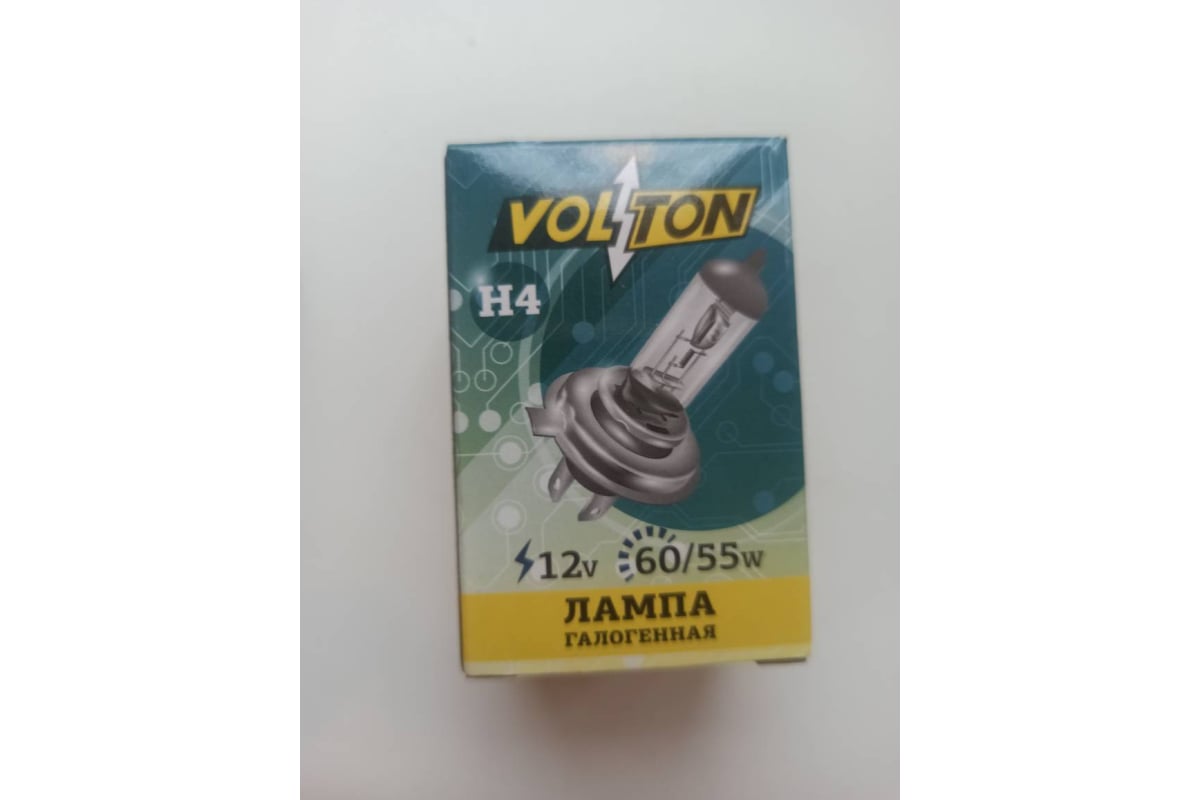 VOLTON
H4
12V 60/55W
ЛАМПА
ГАЛОГЕННАЯ